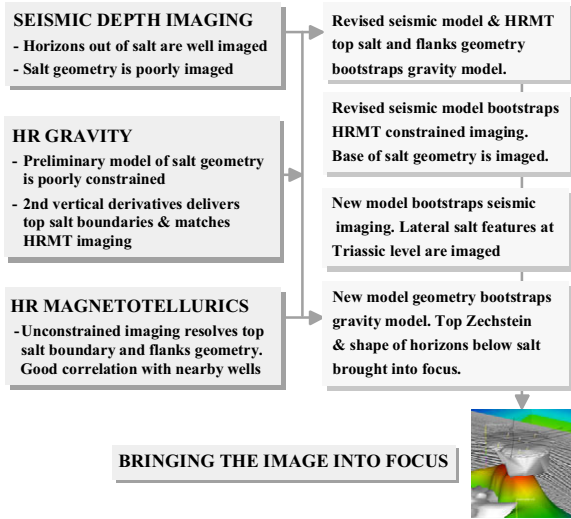 SEISMIC DEPTH IMAGING
- Horizons out of salt are well imaged
- Salt geometry is poorly imaged
HR GRAVITY
- Preliminary model of salt geometry
is poorly constrained
- 2nd vertical derivatives delivers
top salt boundaries & matches
HRMT imaging
HR MAGNETOTELLURICS
- Unconstrained imaging resolves top
salt boundary and flanks geometry.
Good correlation with nearby wells
Revised seismic model & HRMT
top salt and flanks geometry
bootstraps gravity model.
Revised seismic model bootstraps
HRMT constrained imaging.
Base of salt geometry is imaged.
New model bootstraps seismic
imaging. Lateral salt features at
Triassic level are imaged
New model geometry bootstraps
gravity model. Top Zechstein
& shape of horizons below salt
brought into focus.
BRINGING THE IMAGE INTO FOCUS